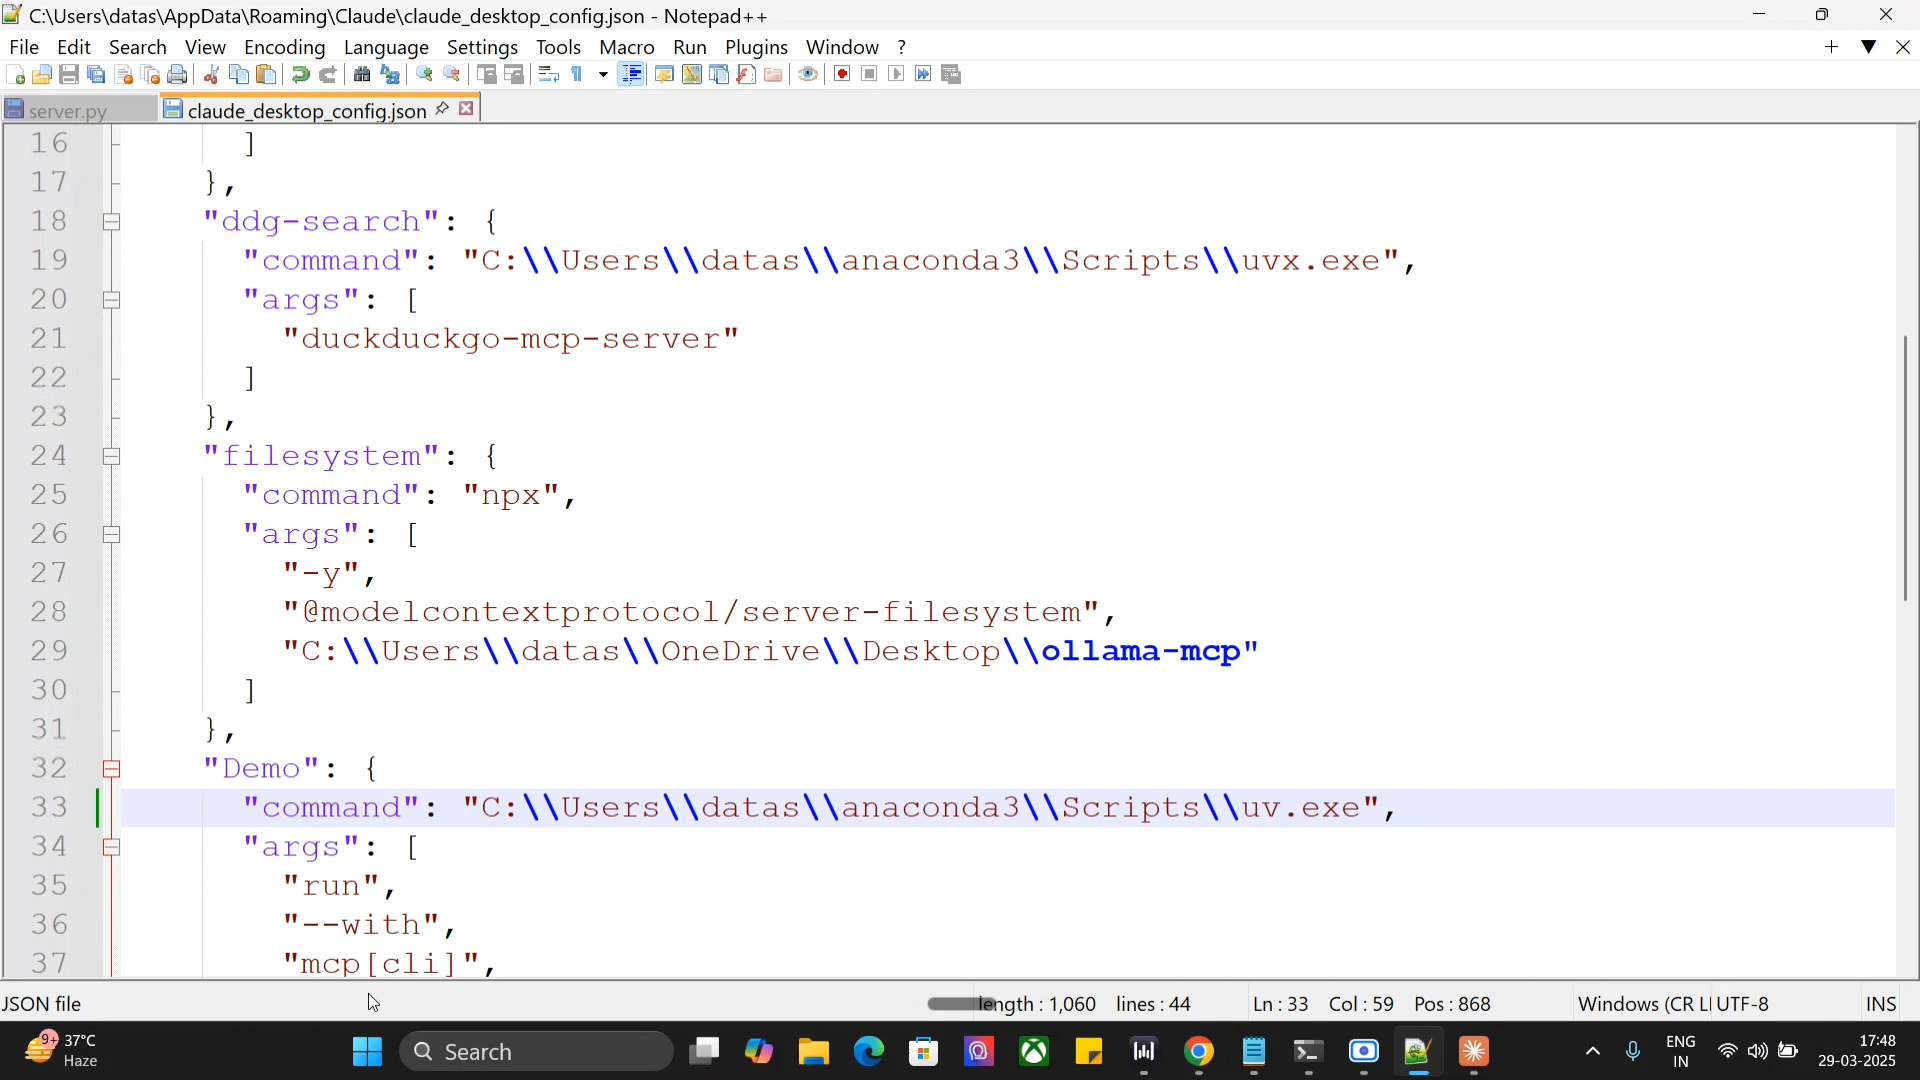 C:\Users\datas\AppData\Roaming\Claude\claude_desktop_config.json - Notepad++
File Edit Search View Encoding Language Settings Tools Macro Run Plugins Window ?
server.py
claude_desktop_config.json
16 ]
17 },
18 "ddg-search": {
19 "command": "C:\\Users\\datas\\anaconda3\\Scripts\\uvx.exe",
20 "args": [
21 "duckduckgo-mcp-server"
22 ]
23 },
24 "filesystem": {
25 "command": "npx",
26 "args": [
27 "-y",
28 "@modelcontextprotocol/server-filesystem",
29 "C:\\Users\\datas\\OneDrive\\Desktop\\ollama-mcp"
30 ]
31 },
32 "Demo": {
33 "command": "C:\\Users\\datas\\anaconda3\\Scripts\\uv.exe",
34 "args": [
35 "run",
36 "--with",
37 "mcp[cli]",
JSON file length : 1,060 lines : 44 Ln : 33 Col : 59 Pos : 868 Windows (CR LI UTF-8 INS
9+ 37°C
Haze
Search
ENG
IN
17:48
29-03-2025